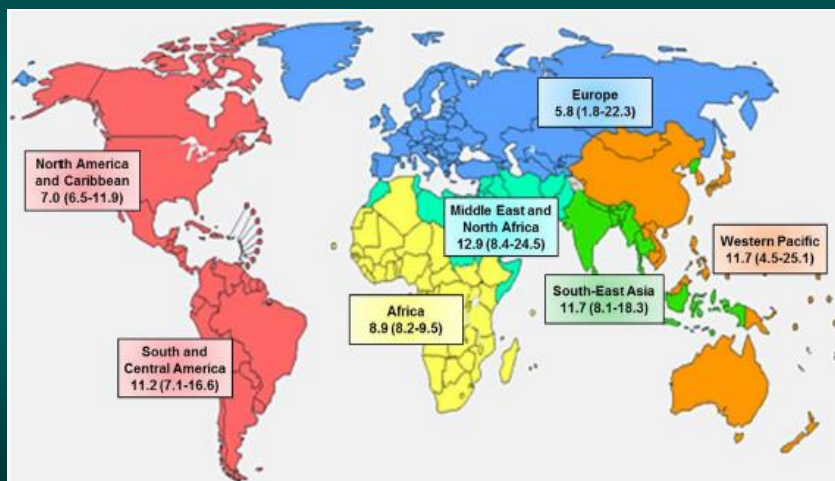 Europe
5.8 (1.8-22.3)
North America
and Caribbean
7.0 (6.5-11.9)
Middle East and
North Africa
12.9 (8.4-24.5)
Western Pacific
11.7 (4.5-25.1)
South-East Asia
11.7 (8.1-18.3)
Africa
8.9 (8.2-9.5)
South and
Central America
11.2 (7.1-16.6)